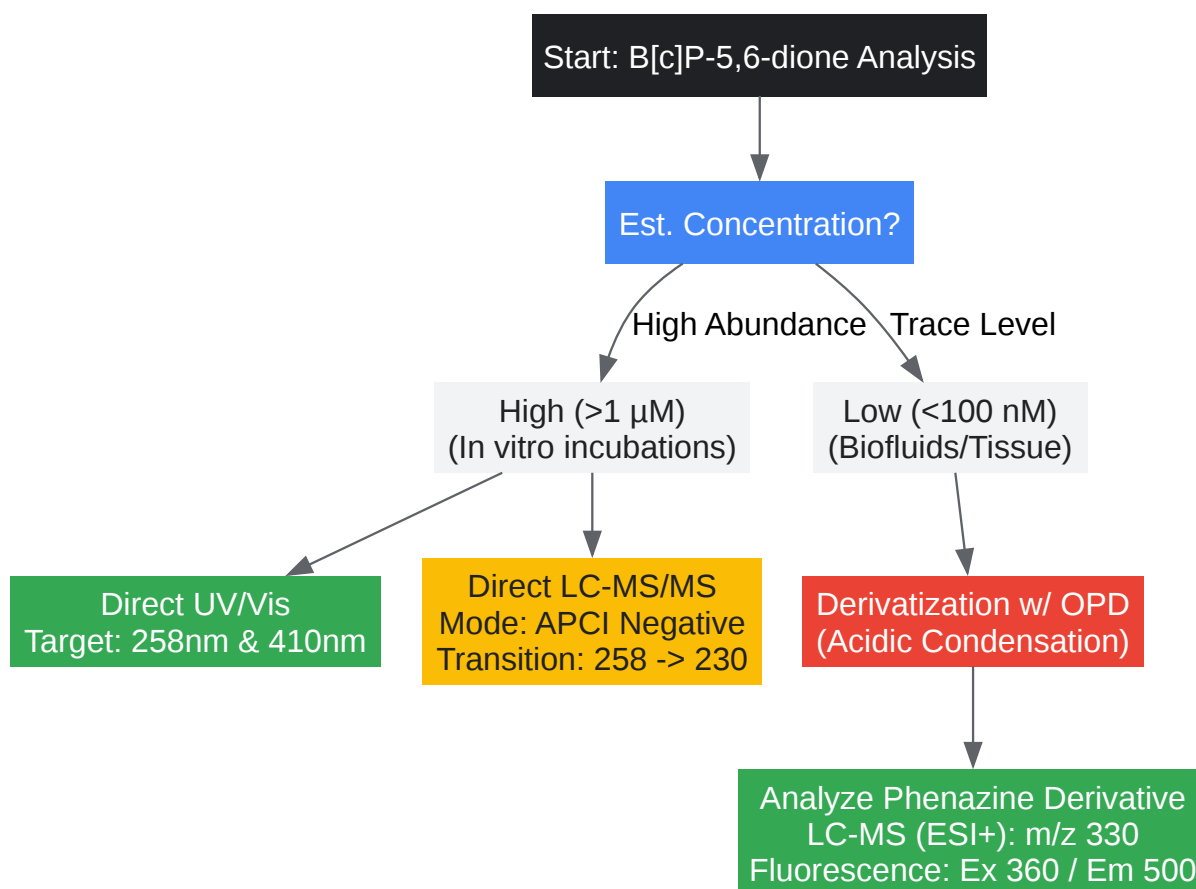 Start: B[c]P-5,6-dione Analysis
Est. Concentration?
High Abundance
Trace Level
High (>1 µM)
(In vitro incubations)
Low (<100 nM)
(Biofluids/Tissue)
Direct UV/Vis
Target: 258nm & 410nm
Direct LC-MS/MS
Mode: APCI Negative
Transition: 258 -> 230
Derivatization w/ OPD
(Acidic Condensation)
Analyze Phenazine Derivative
LC-MS (ESI+): m/z 330
Fluorescence: Ex 360 / Em 500